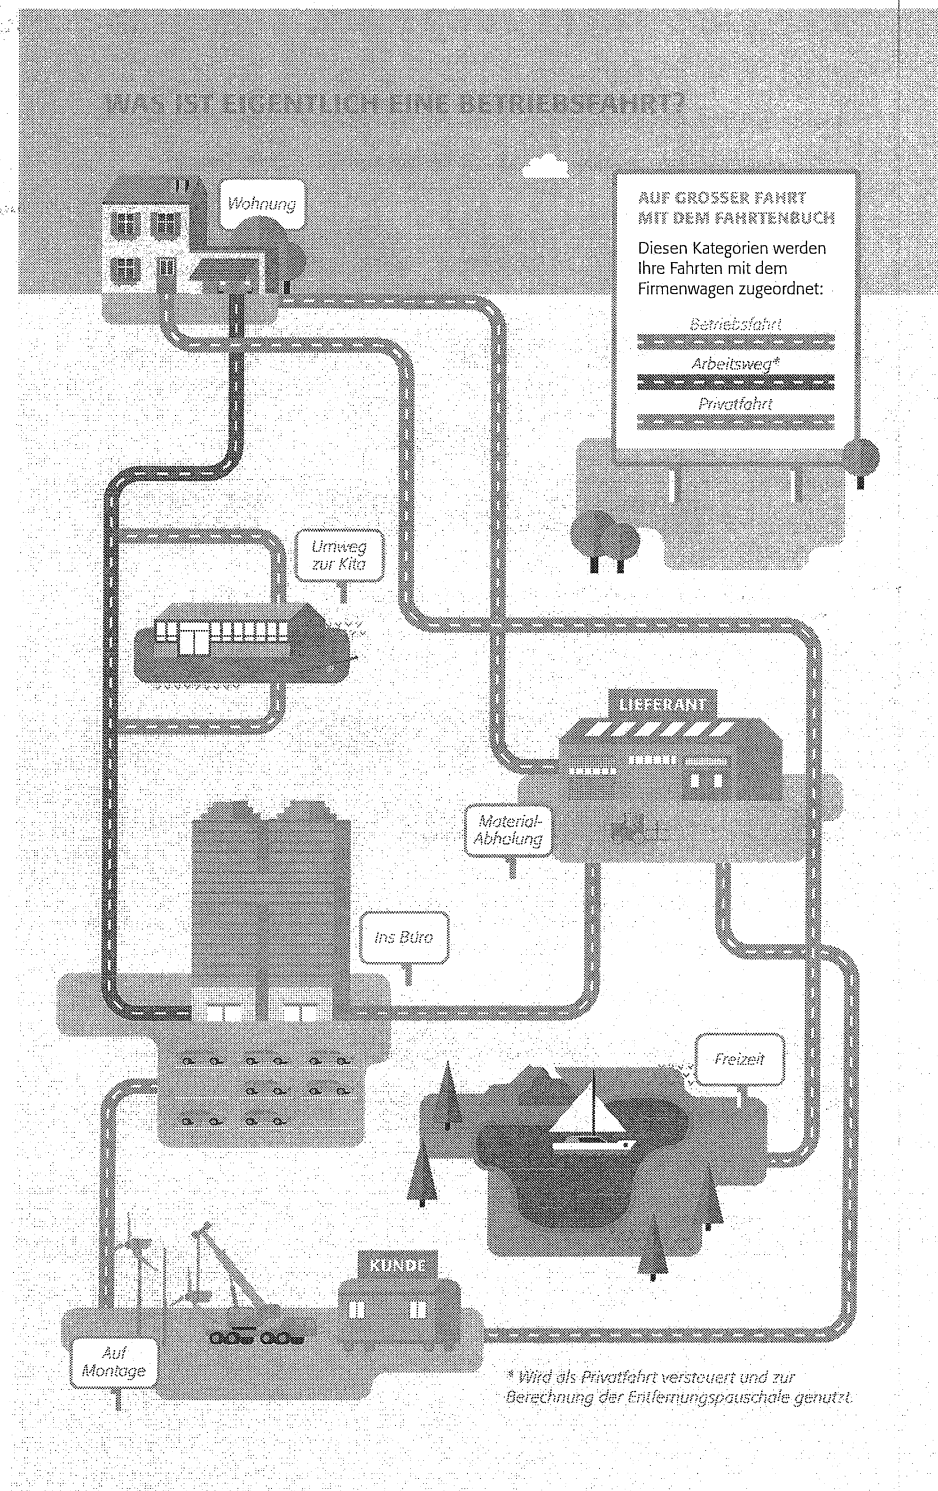 WAS IST EIGENTLICH EINE BETRIEBSFAHRT?
Wohnung
AUF GROSSER FAHRT
MIT DEM FAHRTENBUCH
Diesen Kategorien werden
Ihre Fahrten mit dem
Firmenwagen zugeordnet:
Betriebsfahrt
Arbeitsweg*
Privatfahrt
Umweg
zur Kita
LIEFERANT
Material-
Abholung
Ins Büro
Freizeit
KUNDE
Auf
Montage
* Wird als Privatfahrt versteuert und zur
Berechnung der Entfernungspauschale genutzt.